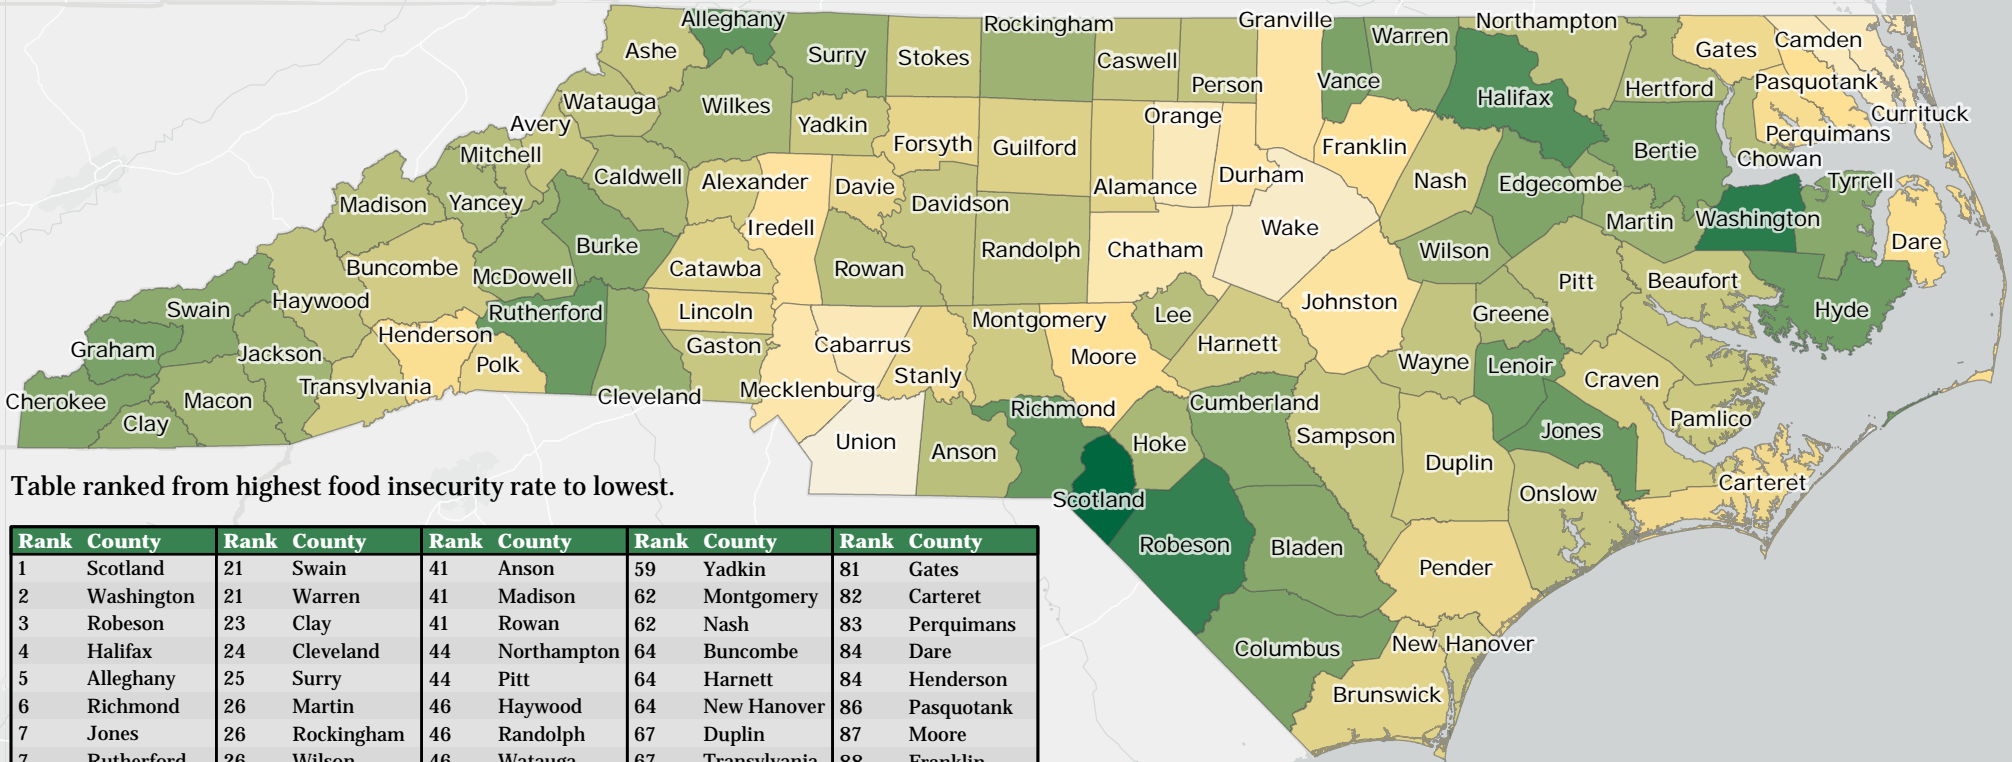 Alleghany
Rockingham
Granville
Northampton
Ashe
Surry
Stokes
Caswell
Person
Vance
Warren
Gates
Camden
Watauga
Wilkes
Yadkin
Halifax
Hertford
Pasquotank
Currituck
Avery
Forsyth
Guilford
Orange
Franklin
Bertie
Perquimans
Chowan
Mitchell
Caldwell
Alexander
Davie
Alamance
Durham
Nash
Edgecombe
Tyrrell
Madison
Yancey
Davidson
Martin
Washington
Iredell
Burke
Randolph
Chatham
Wake
Wilson
Dare
Buncombe
McDowell
Catawba
Rowan
Pitt
Beaufort
Swain
Haywood
Rutherford
Lincoln
Montgomery
Lee
Johnston
Greene
Hyde
Graham
Jackson
Henderson
Polk
Gaston
Cabarrus
Moore
Harnett
Wayne
Lenoir
Cherokee
Macon
Transylvania
Cleveland
Mecklenburg
Stanly
Richmond
Cumberland
Craven
Clay
Union
Anson
Hoke
Sampson
Jones
Pamlico
Scotland
Duplin
Onslow
Carteret
Robeson
Bladen
Pender
Columbus
New Hanover
Brunswick
Table ranked from highest food insecurity rate to lowest.
Rank County Rank County Rank County Rank County Rank County
1 Scotland 21 Swain 41 Anson 59 Yadkin 81 Gates
2 Washington 21 Warren 41 Madison 62 Montgomery 82 Carteret
3 Robeson 23 Clay 41 Rowan 62 Nash 83 Perquimans
4 Halifax 24 Cleveland 44 Northampton 64 Buncombe 84 Dare
5 Alleghany 25 Surry 44 Pitt 64 Harnett 84 Henderson
6 Richmond 26 Martin 46 Haywood 64 New Hanover 86 Pasquotank
7 Jones 26 Rockingham 46 Randolph 67 Duplin 87 Moore
7 Rutherford 26 Wilson 46 Watauga 67 Transylvania 88 Franklin